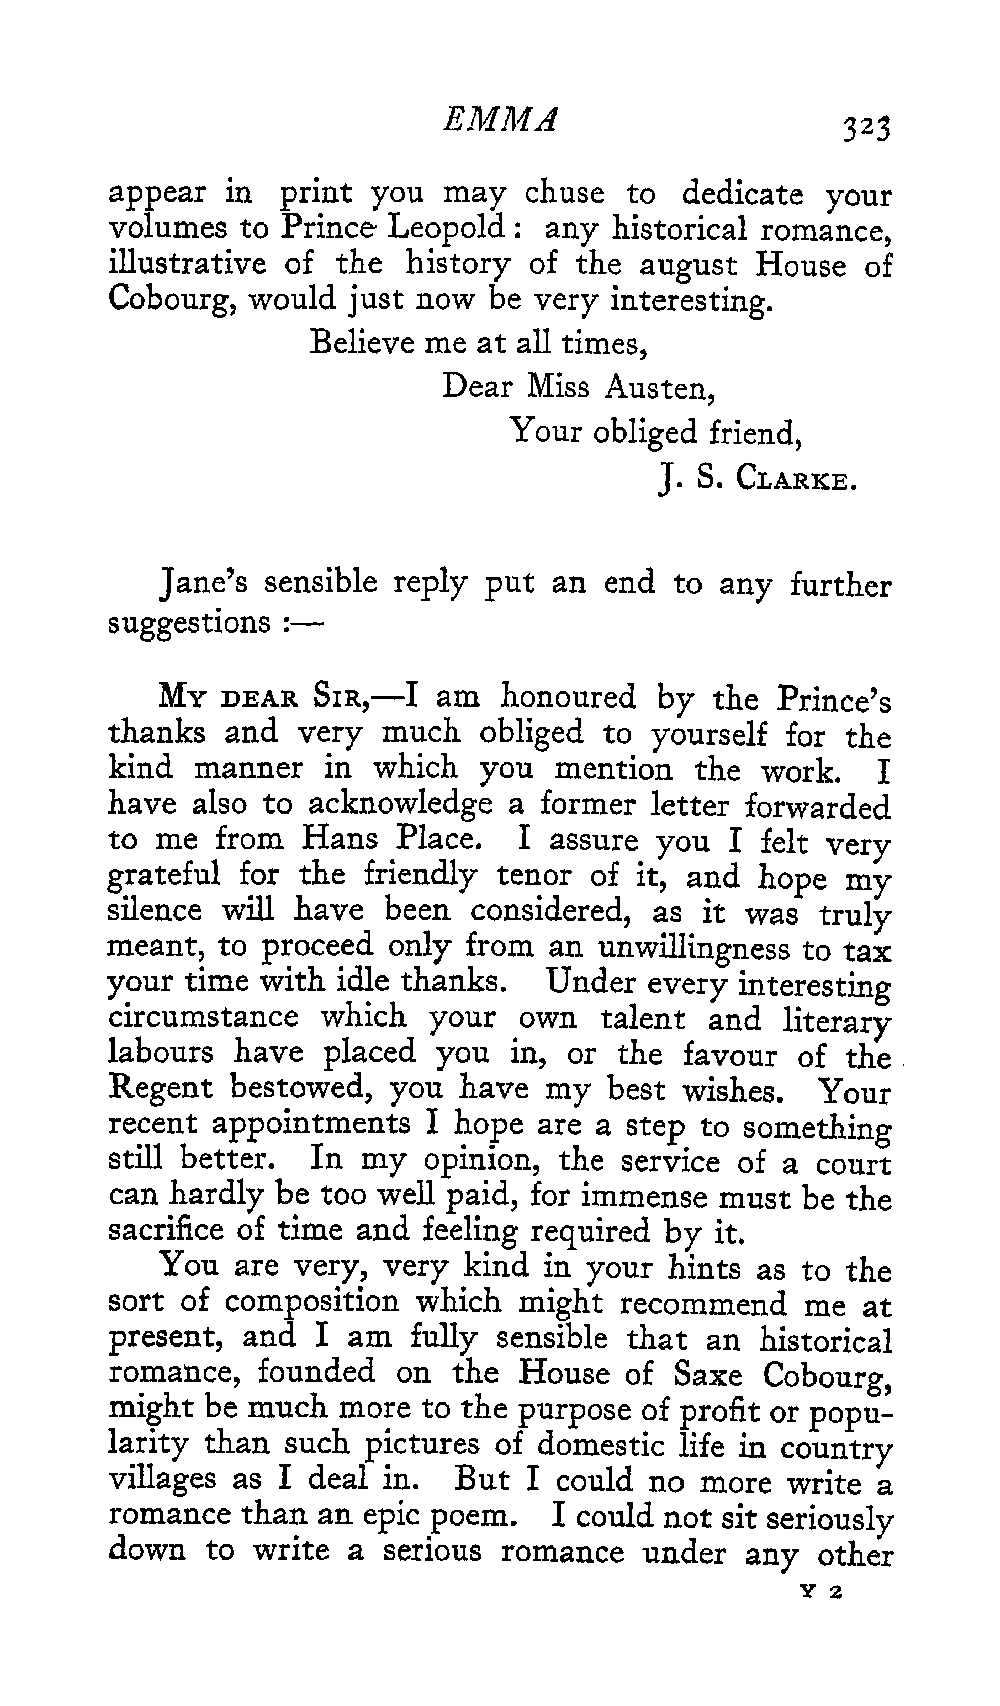 EMMA 323
appear in print you may chuse to dedicate your
volumes to Prince Leopold : any historical romance,
illustrative of the history of the august House of
Cobourg, would just now be very interesting.
Believe me at all times,
Dear Miss Austen,
Your obliged friend,
J. S. CLARKE.
Jane's sensible reply put an end to any further
suggestions :—
MY DEAR SIR,—I am honoured by the Prince's
thanks and very much obliged to yourself for the
kind manner in which you mention the work. I
have also to acknowledge a former letter forwarded
to me from Hans Place. I assure you I felt very
grateful for the friendly tenor of it, and hope my
silence will have been considered, as it was truly
meant, to proceed only from an unwillingness to tax
your time with idle thanks. Under every interesting
circumstance which your own talent and literary
labours have placed you in, or the favour of the
Regent bestowed, you have my best wishes. Your
recent appointments I hope are a step to something
still better. In my opinion, the service of a court
can hardly be too well paid, for immense must be the
sacrifice of time and feeling required by it.
You are very, very kind in your hints as to the
sort of composition which might recommend me at
present, and I am fully sensible that an historical
romance, founded on the House of Saxe Cobourg,
might be much more to the purpose of profit or popu-
larity than such pictures of domestic life in country
villages as I deal in. But I could no more write a
romance than an epic poem. I could not sit seriously
down to write a serious romance under any other
Y 2